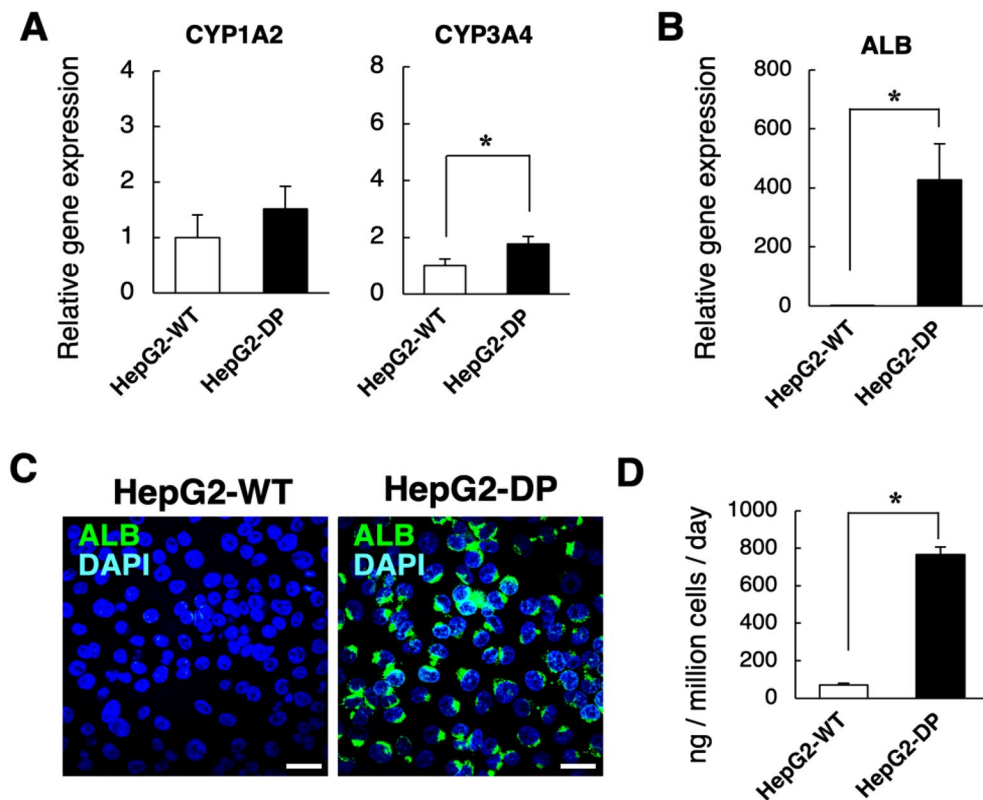 A
CYP1A2
CYP3A4
Relative gene expression
4
3
2
1
0
8
6
4
2
0
*
HepG2-WT
HepG2-DP
HepG2-WT
HepG2-DP
B
ALB
Relative gene expression
800
600
400
200
0
*
HepG2-WT
HepG2-DP
C
HepG2-WT
HepG2-DP
ALB
DAPI
ALB
DAPI
D
ng / million cells / day
1000
800
600
400
200
0
*
HepG2-WT
HepG2-DP